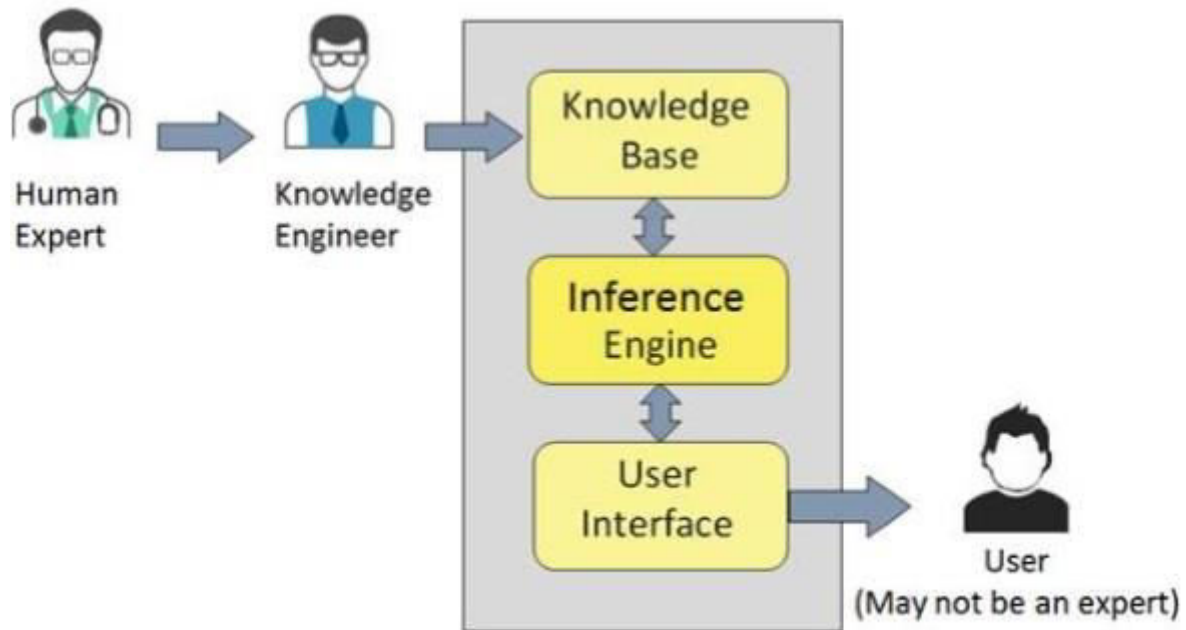 Human
Expert
Knowledge
Engineer
Knowledge
Base
Inference
Engine
User
Interface
User
(May not be an expert)